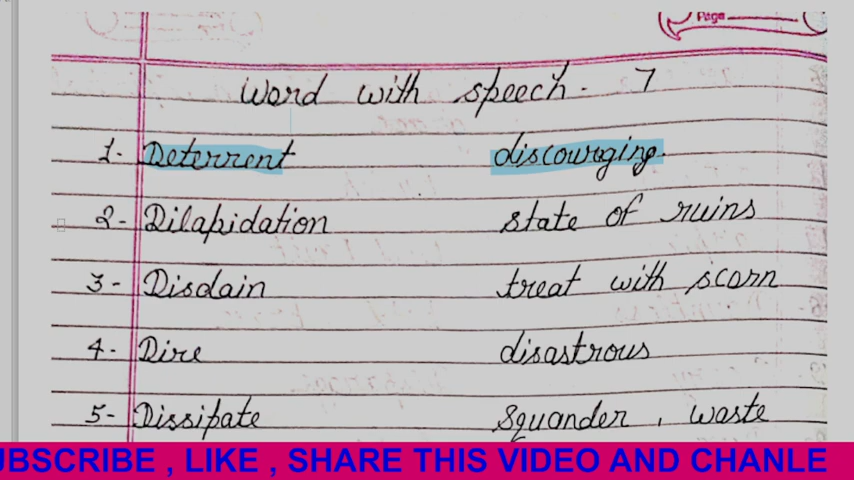 Page
Word with speech. 7
1. Deterrent discourging.
2- Dilapidation state of ruins
3- Disdain treat with scorn
4- Dire disastrous
5- Dissipate Squander, waste
UBSCRIBE , LIKE , SHARE THIS VIDEO AND CHANLE